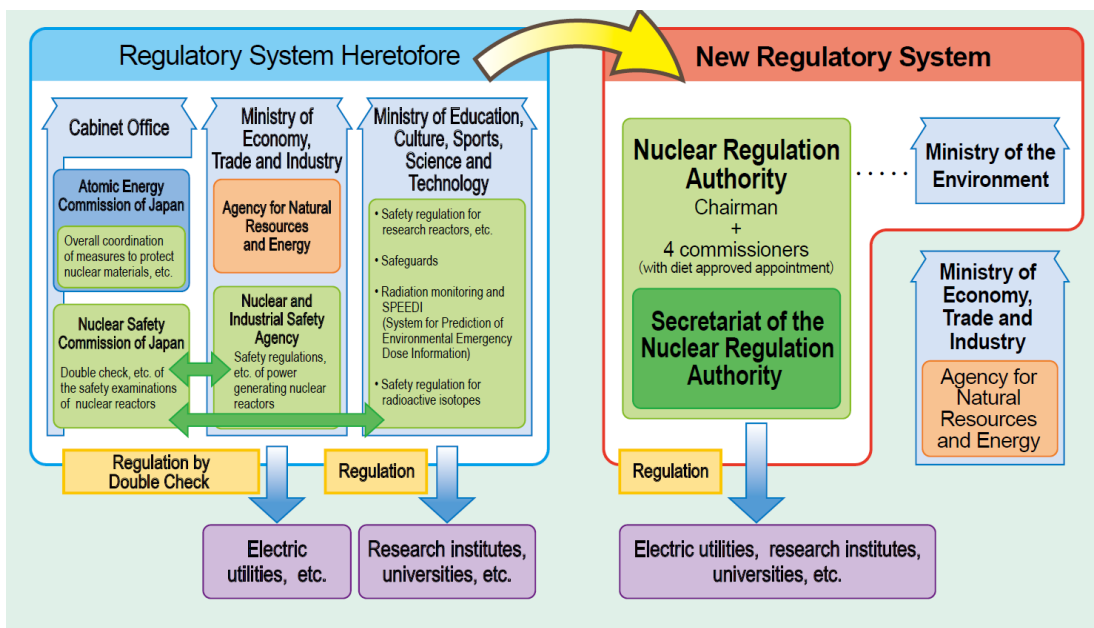 Regulatory System Heretofore
Cabinet Office
Atomic Energy
Commission of Japan
Overall coordination
of measures to protect
nuclear materials, etc.
Nuclear Safety
Commission of Japan
Double check, etc. of
the safety examinations
of nuclear reactors
Ministry of
Economy,
Trade and Industry
Agency for Natural
Resources
and Energy
Nuclear and
Industrial Safety
Agency
Safety regulations,
etc. of power
generating nuclear
reactors
Ministry of Education,
Culture, Sports,
Science and
Technology
• Safety regulation for
research reactors, etc.
• Safeguards
• Radiation monitoring and
SPEEDI
(System for Prediction of
Environmental Emergency
Dose Information)
• Safety regulation for
radioactive isotopes
Regulation by
Double Check
Regulation
Electric
utilities, etc.
Research institutes,
universities, etc.
New Regulatory System
Nuclear Regulation
Authority
Chairman
+
4 commissioners
(with diet approved appointment)
Secretariat of the
Nuclear Regulation
Authority
Ministry of the
Environment
Ministry of
Economy,
Trade and
Industry
Agency for
Natural
Resources
and Energy
Regulation
Electric utilities, research institutes,
universities, etc.